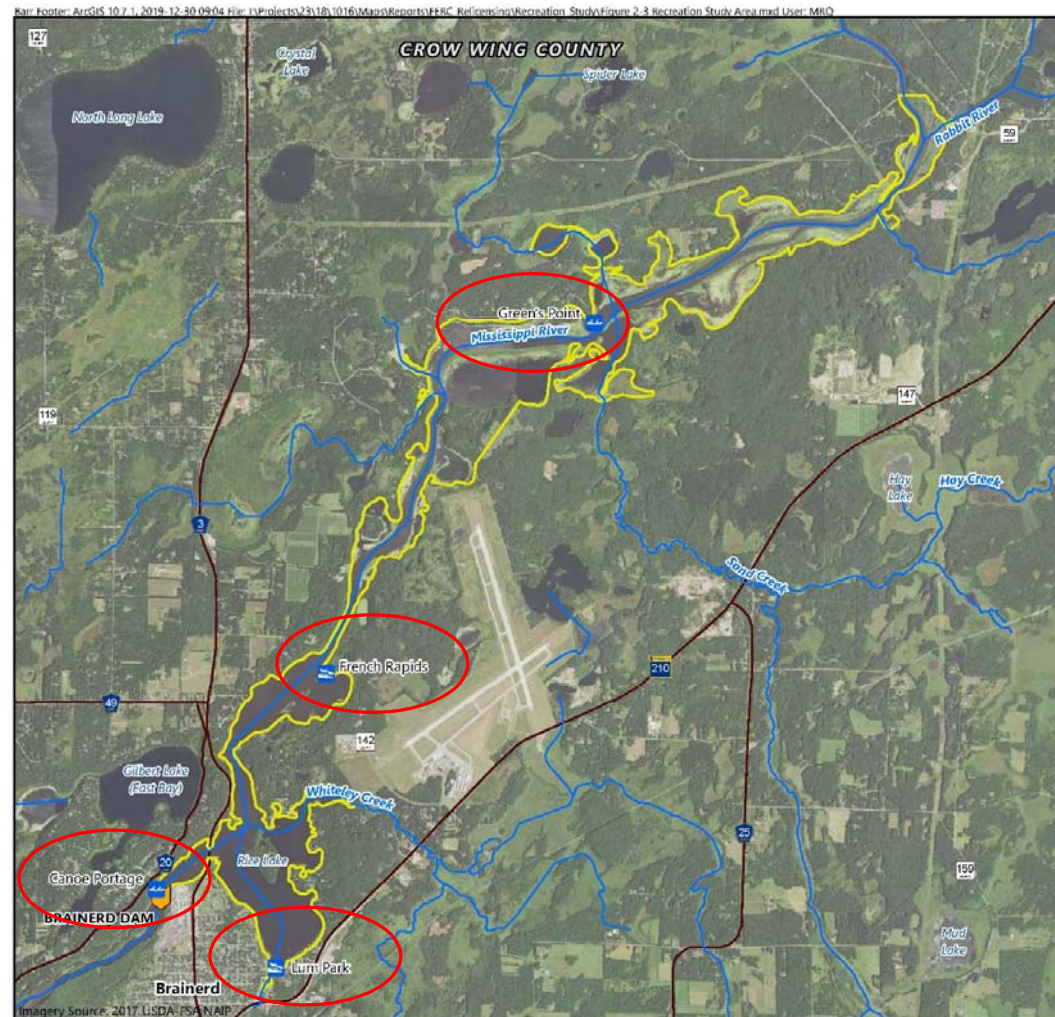 Barr Footer: ArcGIS 10.7.1, 2019-12-30 09:04 File: I:\Projects\23\18\1016\Maps\Reports\FERC_Relicensing\Recreation_Study\Figure 2-3 Recreation Study Area.mxd User: MRQ
127
CROW WING COUNTY
Crystal
Lake
Spider Lake
North Long Lake
Rabbit River
59
Green's Point
Mississippi River
119
147
Hay
Lake
Hay Creek
3
Sand Creek
French Rapids
210
49
142
Gilbert Lake
(East Bay)
Whiteley Creek
25
Rice Lake
20
Canoe Portage
159
BRAINERD DAM
Mud
Lake
Lum Park
Brainerd
Imagery Source: 2017 USDA-FSA NAIP